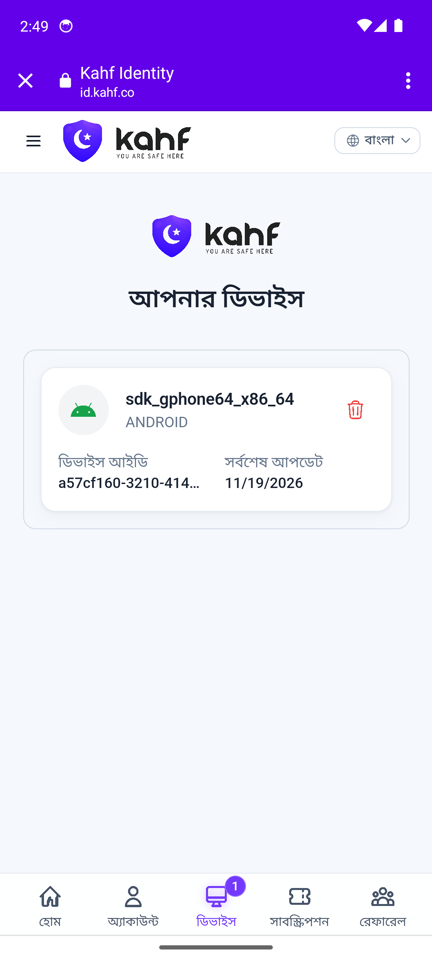 2:49
Kahf Identity
id.kahf.co
kahf
YOU ARE SAFE HERE
বাংলা
kahf
YOU ARE SAFE HERE
আপনার ডিভাইস
sdk_gphone64_x86_64
ANDROID
ডিভাইস আইডি
সর্বশেষ আপডেট
a57cf160-3210-414...
11/19/2026
1
হোম
অ্যাকাউন্ট
ডিভাইস
সাবস্ক্রিপশন
রেফারেল